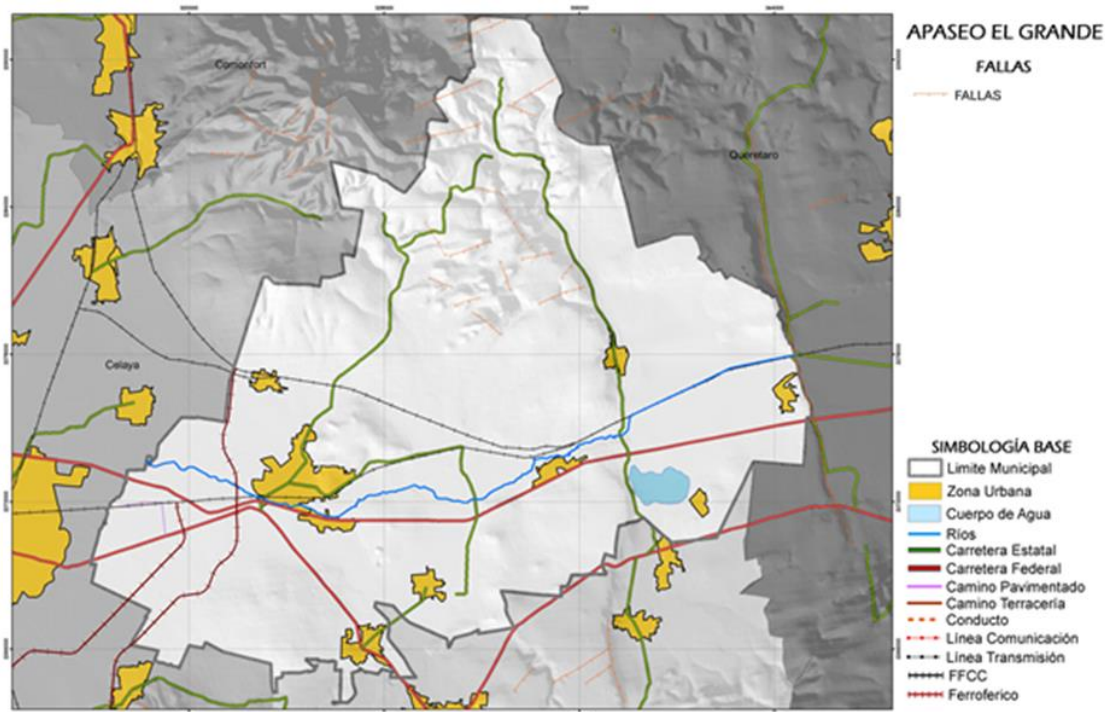 APASEO EL GRANDE
FALLAS
FALLAS
Comonfort
Queretaro
Celaya
SIMBOLOGÍA BASE
Limite Municipal
Zona Urbana
Cuerpo de Agua
Ríos
Carretera Estatal
Carretera Federal
Camino Pavimentado
Camino Terracería
Conducto
Línea Comunicación
Línea Transmisión
FFCC
Ferroferico